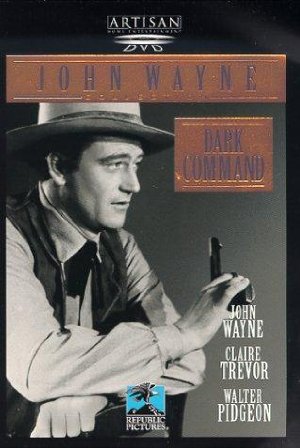 ARTISAN
HOME ENTERTAINMENT
DVD
JOHN WAYNE
DARK
COMMAND
JOHN
WAYNE
CLAIRE
TREVOR
WALTER
PIDGEON
REPUBLIC
PICTURES